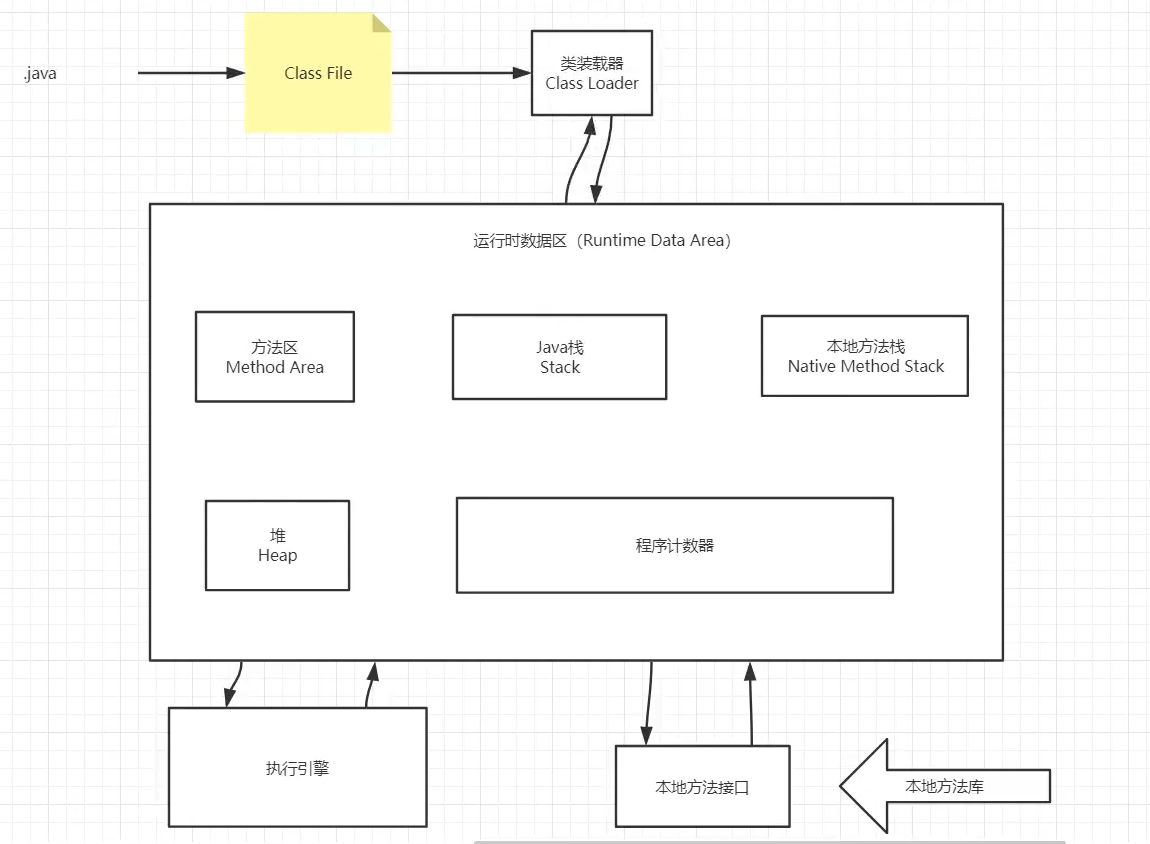 .java
Class File
类装载器
Class Loader
运行时数据区（Runtime Data Area）
方法区
Method Area
Java栈
Stack
本地方法栈
Native Method Stack
堆
Heap
程序计数器
执行引擎
本地方法接口
本地方法库